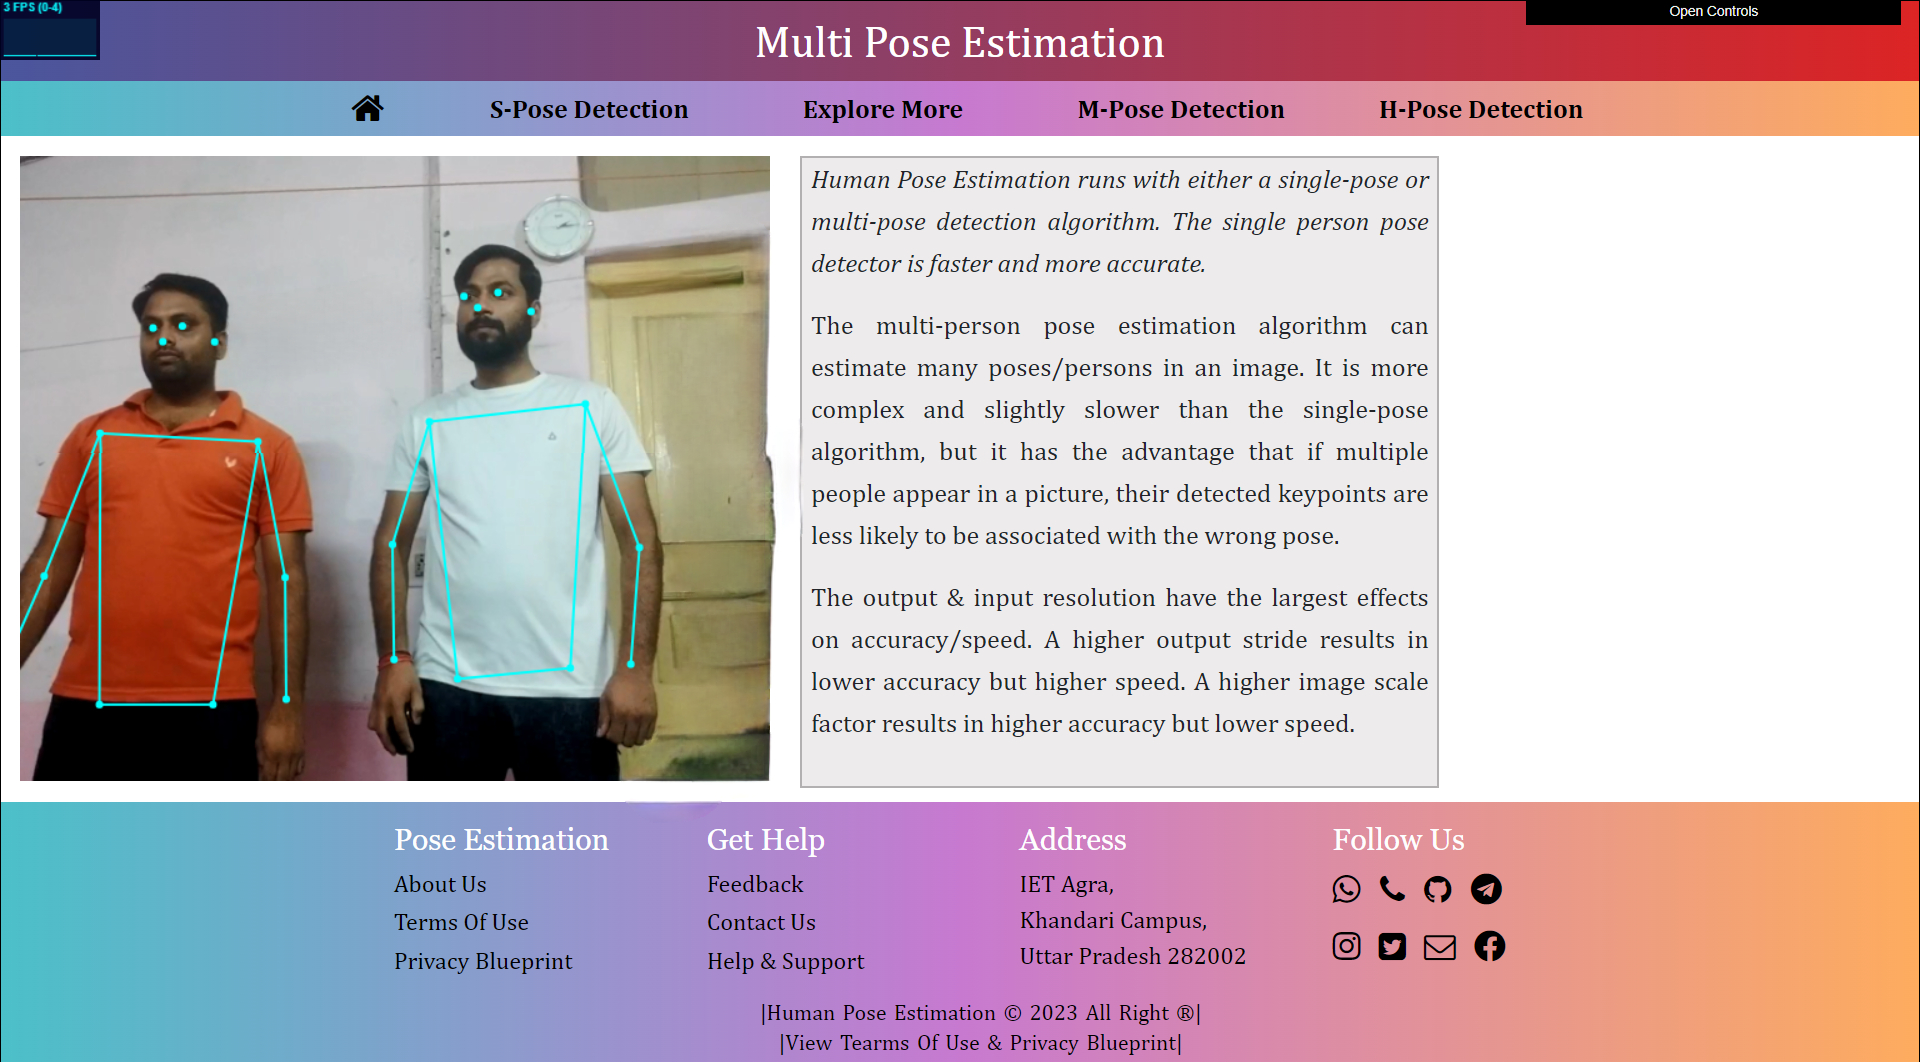 3 FPS (0-4)
Open Controls
Multi Pose Estimation
S-Pose Detection
Explore More
M-Pose Detection
H-Pose Detection
Human Pose Estimation runs with either a single-pose or
multi-pose detection algorithm. The single person pose
detector is faster and more accurate.
The multi-person pose estimation algorithm can
estimate many poses/persons in an image. It is more
complex and slightly slower than the single-pose
algorithm, but it has the advantage that if multiple
people appear in a picture, their detected keypoints are
less likely to be associated with the wrong pose.
The output & input resolution have the largest effects
on accuracy/speed. A higher output stride results in
lower accuracy but higher speed. A higher image scale
factor results in higher accuracy but lower speed.
Pose Estimation
About Us
Terms Of Use
Privacy Blueprint
Get Help
Feedback
Contact Us
Help & Support
Address
IET Agra,
Khandari Campus,
Uttar Pradesh 282002
Follow Us
|Human Pose Estimation © 2023 All Right ®|
|View Tearms Of Use & Privacy Blueprint|